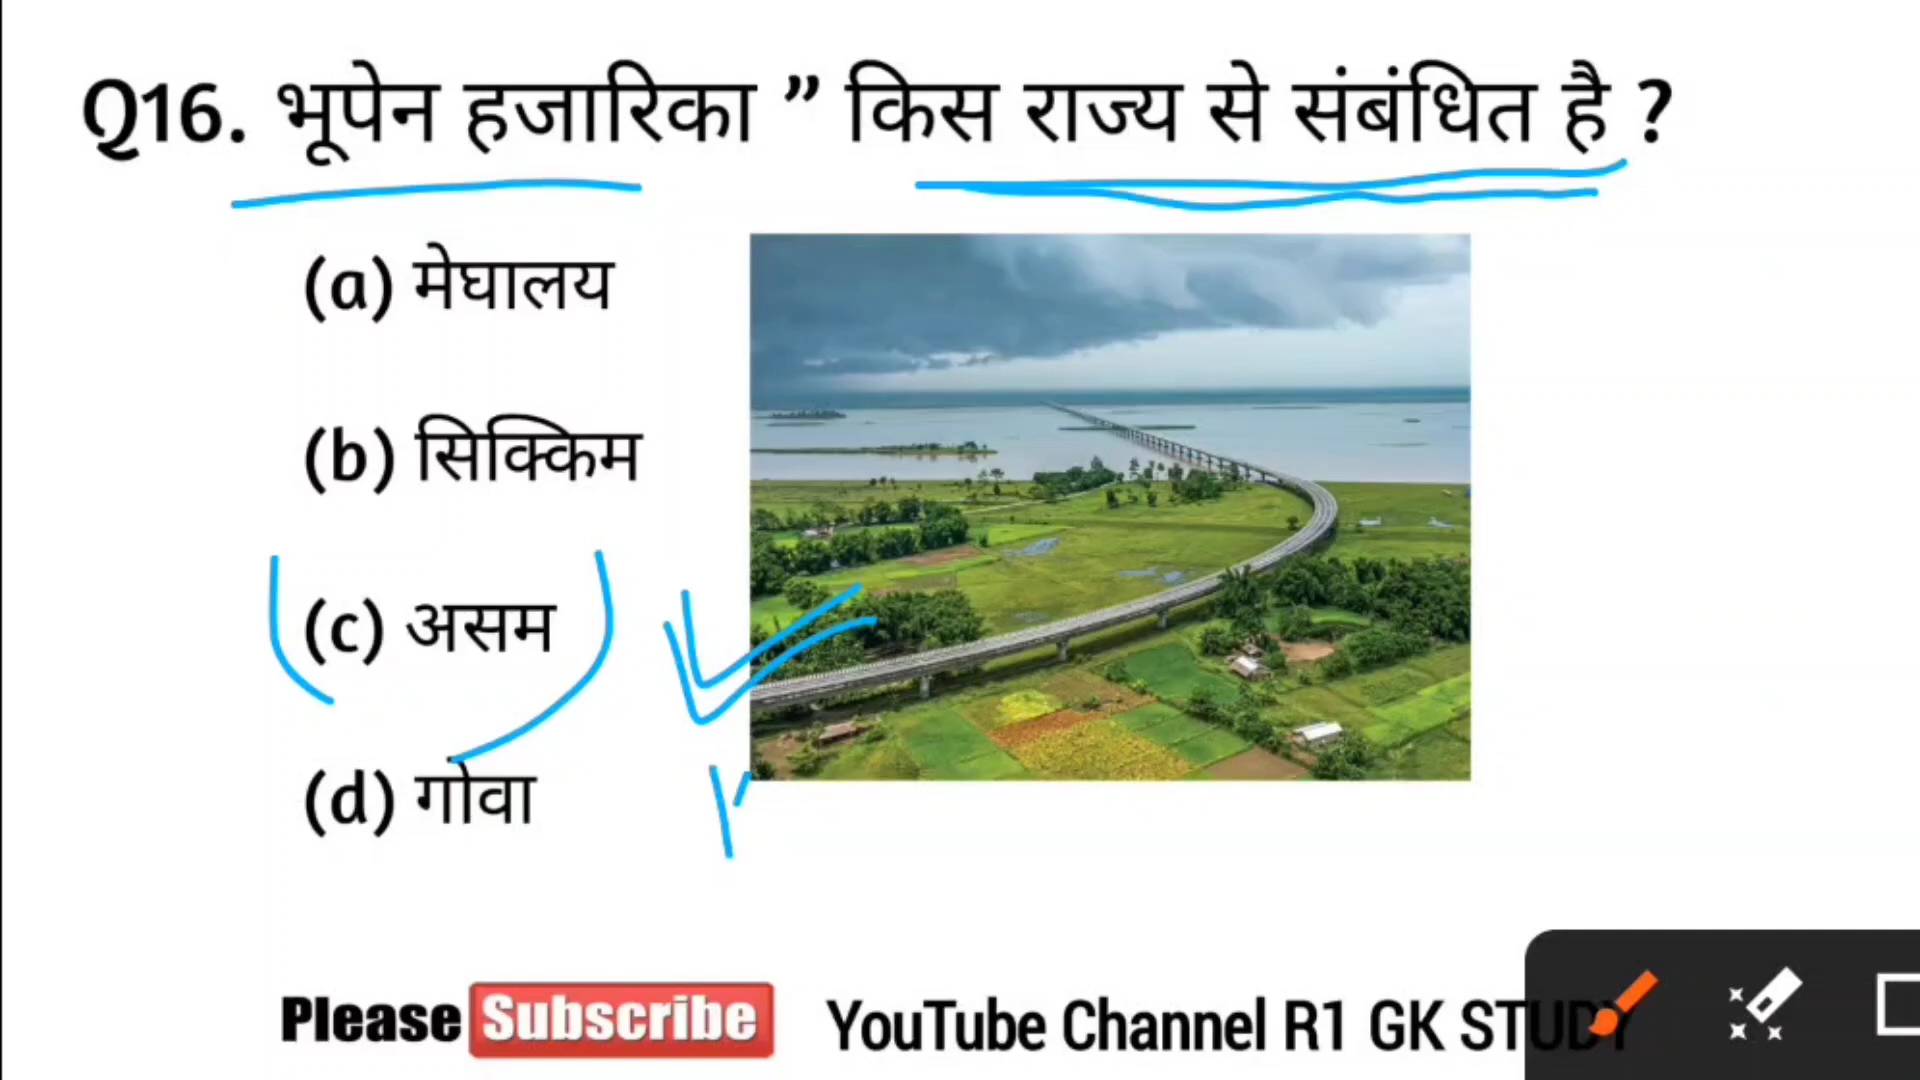 Q16. भूपेन हजारिका ” किस राज्य से संबंधित है ?
(a) मेघालय
(b) सिक्किम
(c) असम
(d) गोवा
Please Subscribe YouTube Channel R1 GK STUDY